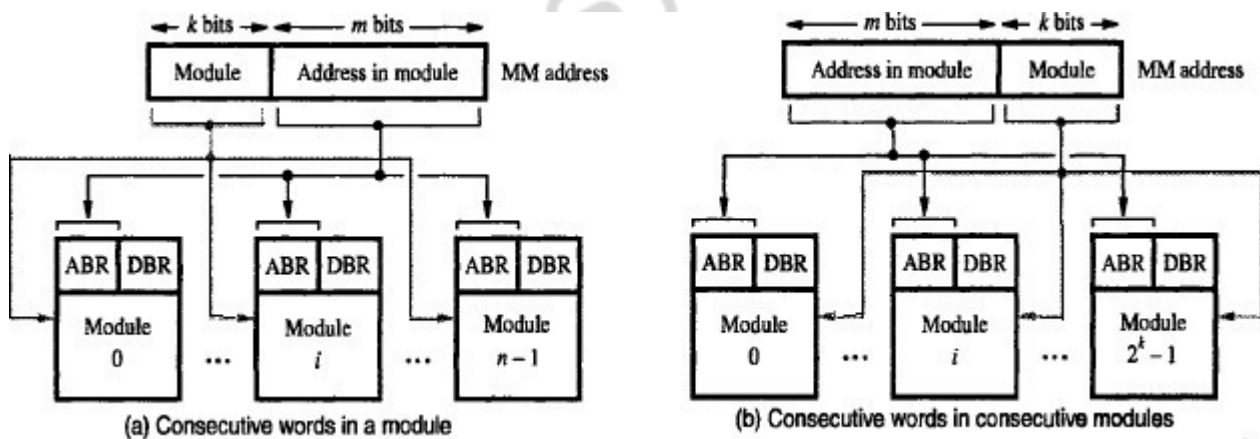 k bits m bits
Module Address in module MM address
ABR DBR ABR DBR ABR DBR
Module Module Module
0 ... i ... n − 1
(a) Consecutive words in a module
m bits k bits
Address in module Module MM address
ABR DBR ABR DBR ABR DBR
Module Module Module
0 ... i ... 2^k − 1
(b) Consecutive words in consecutive modules